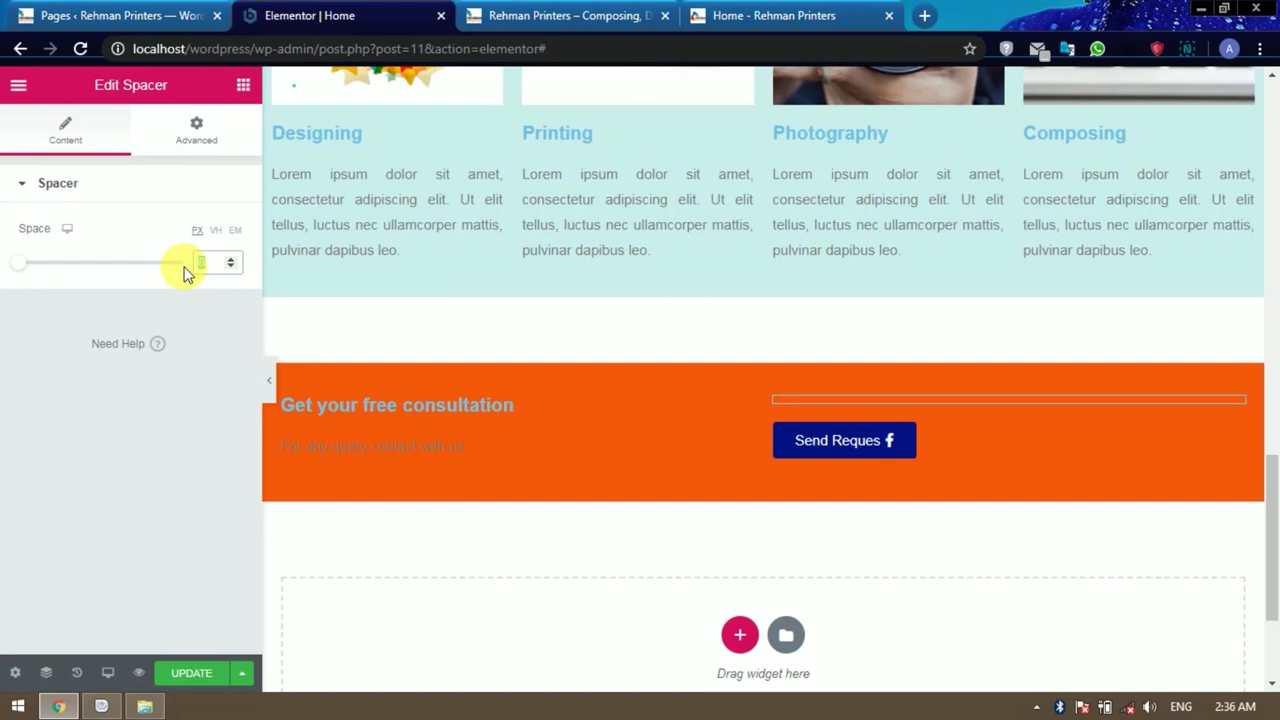 Pages ‹ Rehman Printers — Wor
Elementor | Home
Rehman Printers – Composing, D
Home - Rehman Printers
localhost/wordpress/wp-admin/post.php?post=11&action=elementor#
A
Edit Spacer
Content
Advanced
Spacer
Space
PX VH EM
Need Help
UPDATE
Designing
Printing
Photography
Composing
Lorem ipsum dolor sit amet,
consectetur adipiscing elit. Ut elit
tellus, luctus nec ullamcorper mattis,
pulvinar dapibus leo.
Lorem ipsum dolor sit amet,
consectetur adipiscing elit. Ut elit
tellus, luctus nec ullamcorper mattis,
pulvinar dapibus leo.
Lorem ipsum dolor sit amet,
consectetur adipiscing elit. Ut elit
tellus, luctus nec ullamcorper mattis,
pulvinar dapibus leo.
Lorem ipsum dolor sit amet,
consectetur adipiscing elit. Ut elit
tellus, luctus nec ullamcorper mattis,
pulvinar dapibus leo.
Get your free consultation
For any query contact with us.
Send Reques
Drag widget here
ENG
2:36 AM